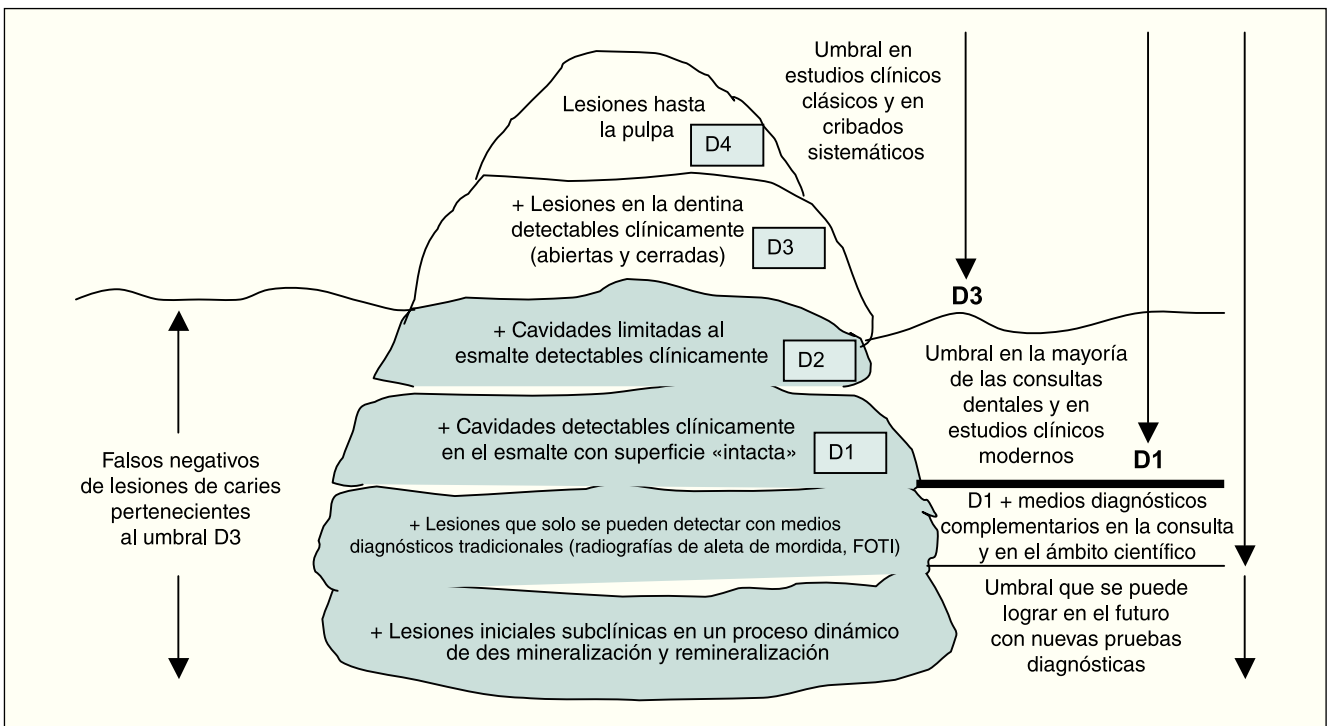 Lesiones hasta
la pulpa
D4
+ Lesiones en la dentina
detectables clínicamente
(abiertas y cerradas)
D3
+ Cavidades limitadas al
esmalte detectables clínicamente
D2
+ Cavidades detectables clínicamente
en el esmalte con superficie «intacta»
D1
+ Lesiones que solo se pueden detectar con medios
diagnósticos tradicionales (radiografías de aleta de mordida, FOTI)
+ Lesiones iniciales subclínicas en un proceso dinámico
de des mineralización y remineralización
Falsos negativos
de lesiones de caries
pertenecientes
al umbral D3
Umbral en
estudios clínicos
clásicos y en
cribados
sistemáticos
D3
Umbral en la mayoría
de las consultas
dentales y en
estudios clínicos
modernos
D1
D1 + medios diagnósticos
complementarios en la consulta
y en el ámbito científico
Umbral que se puede
lograr en el futuro
con nuevas pruebas
diagnósticas